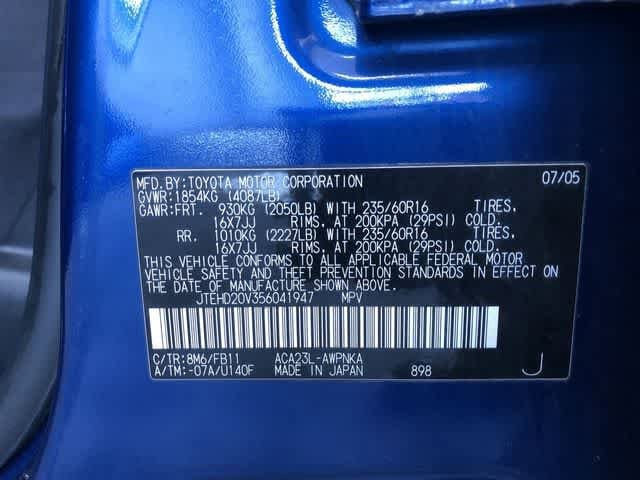 MFD.BY:TOYOTA MOTOR CORPORATION 07/05
GVWR:1854KG (4087LB)
GAWR:FRT. 930KG (2050LB) WITH 235/60R16 TIRES,
16X7JJ RIMS, AT 200KPA (29PSI) COLD.
RR. 1010KG (2227LB) WITH 235/60R16 TIRES,
16X7JJ RIMS, AT 200KPA (29PSI) COLD.
THIS VEHICLE CONFORMS TO ALL APPLICABLE FEDERAL MOTOR
VEHICLE SAFETY AND THEFT PREVENTION STANDARDS IN EFFECT
ON THE DATE OF MANUFACTURE SHOWN ABOVE.
JTEHD20V356041947 MPV
C/TR:8M6/FB11 ACA23L-AWPNKA
A/TM:-07A/U140F MADE IN JAPAN 898 J